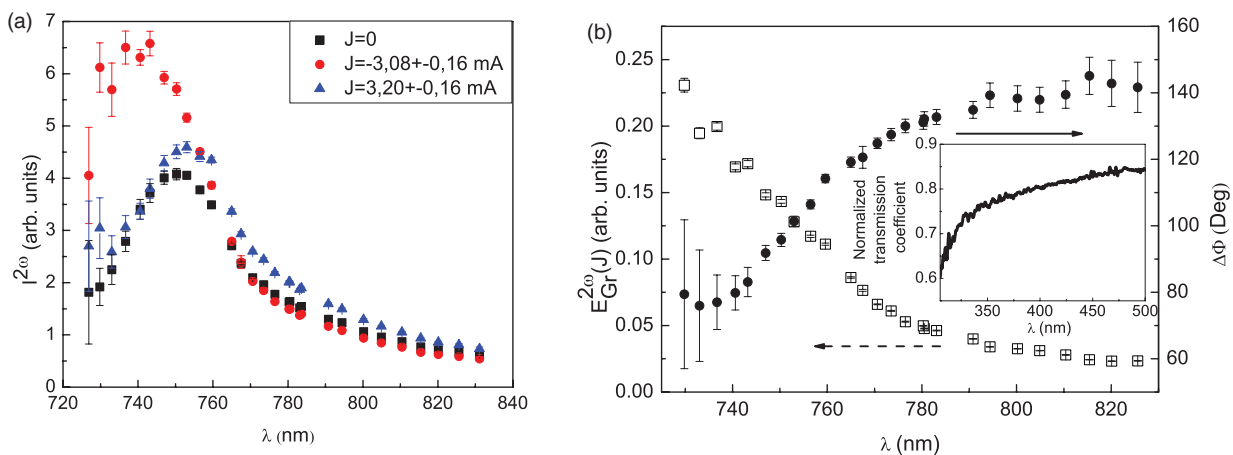 (a)
7
6
5
4
3
2
1
0
I2ω (arb. units)
720 740 760 780 800 820 840
λ (nm)
J=0
J=-3,08+-0,16 mA
J=3,20+-0,16 mA
(b)
0.25
0.20
0.15
0.10
0.05
0.00
E2ωGr(J) (arb. units)
740 760 780 800 820
λ (nm)
160
140
120
100
80
60
ΔΦ (Deg)
Normalized
transmission
coefficient
0.9
0.8
0.7
0.6
350 400 450 500
λ (nm)